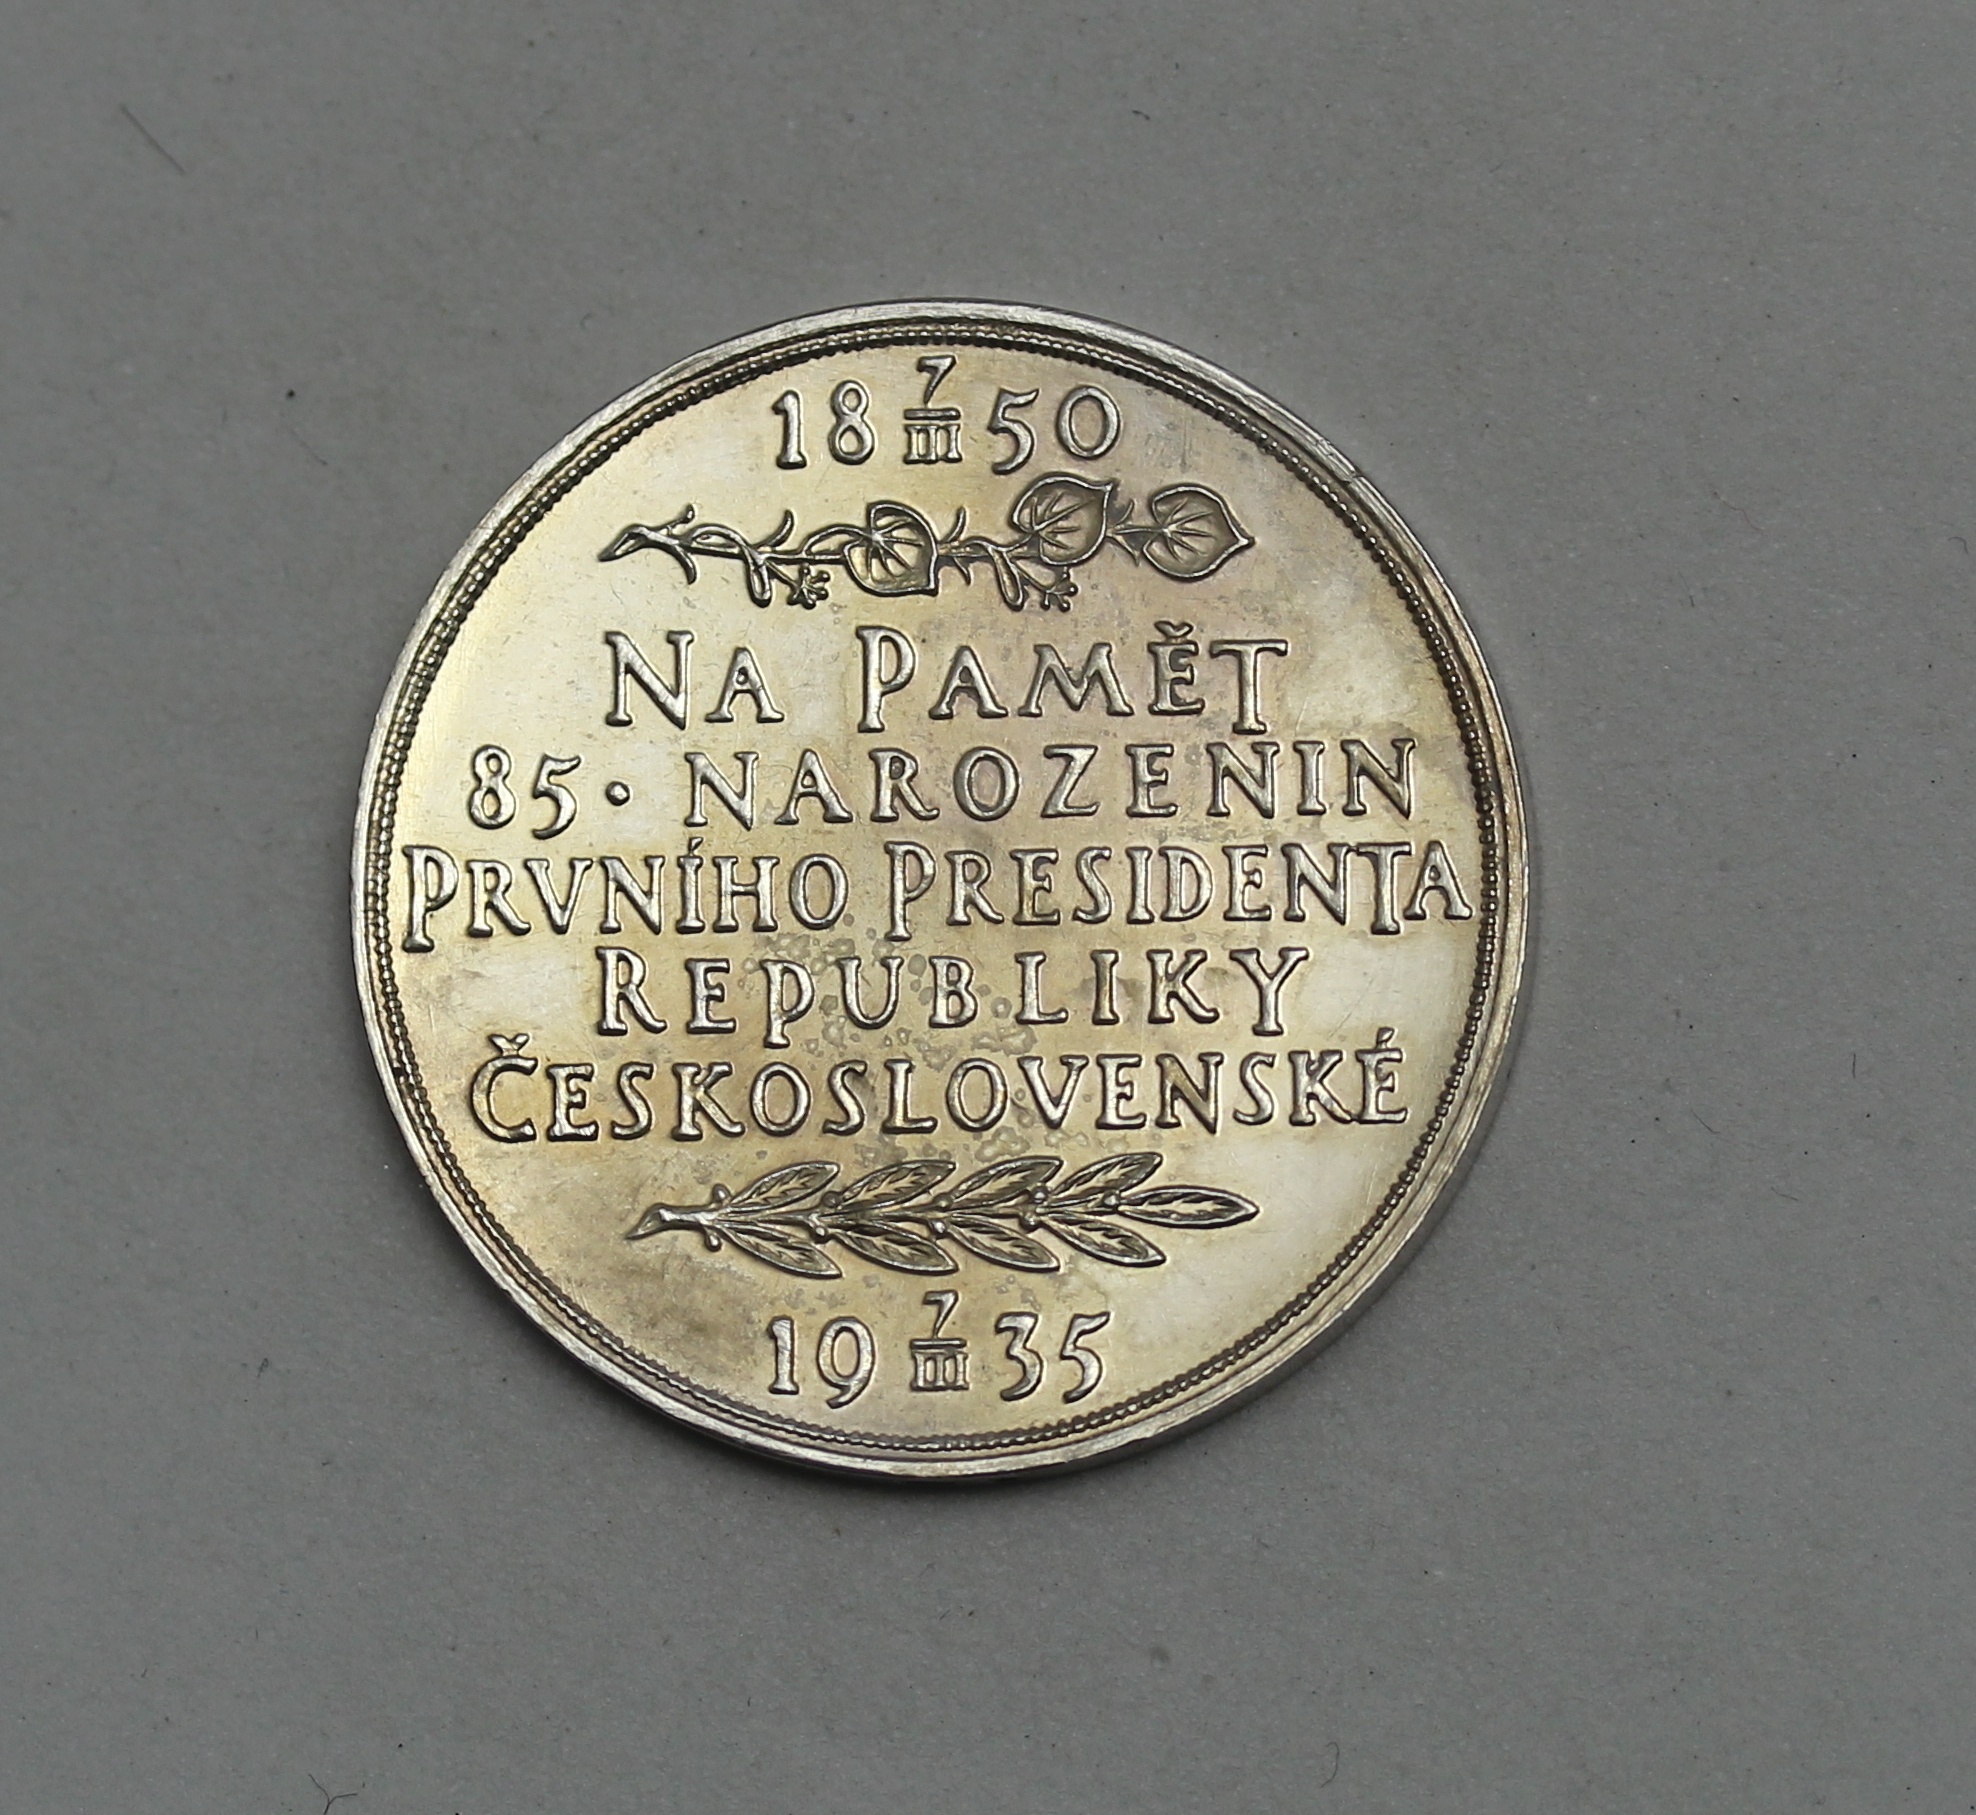 18 7/III 50
NA PAMĚT
85. NAROZENIN
PRVNÍHO PRESIDENTA
REPUBLIKY
ČESKOSLOVENSKÉ
19 7/III 35